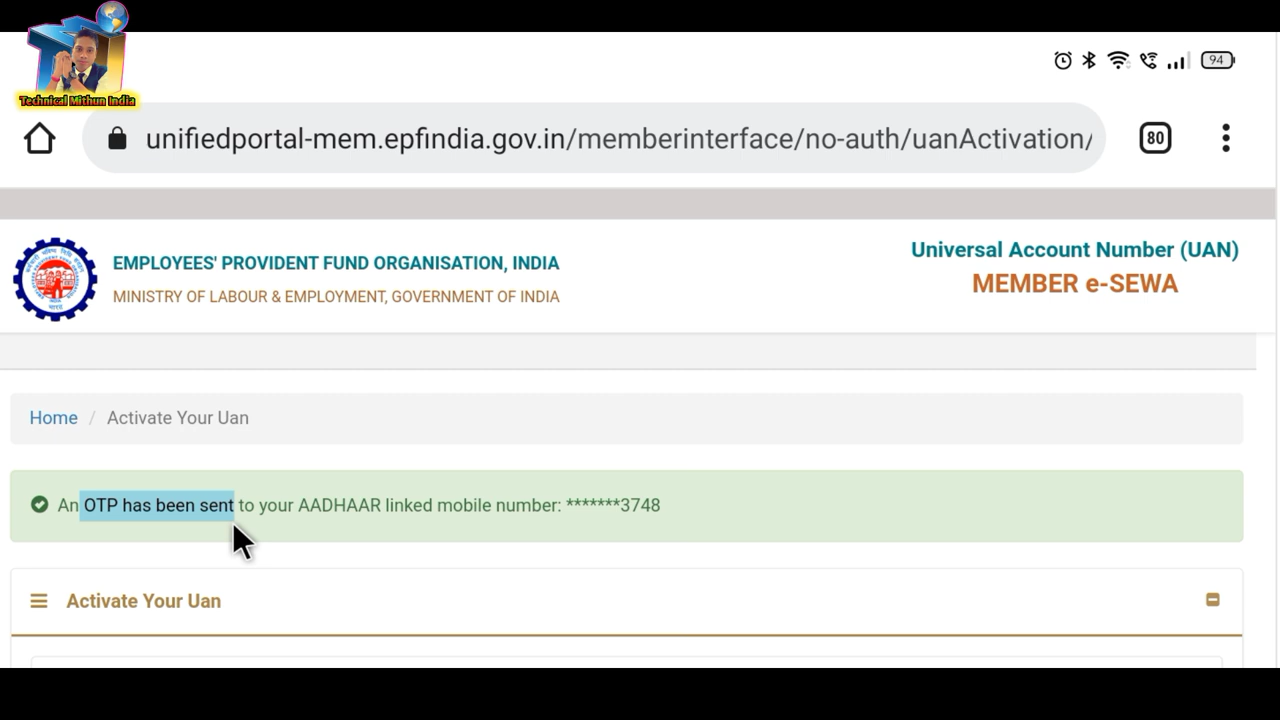 Technical Mithun India
94
unifiedportal-mem.epfindia.gov.in/memberinterface/no-auth/uanActivation/
80
EMPLOYEES' PROVIDENT FUND ORGANISATION, INDIA
MINISTRY OF LABOUR & EMPLOYMENT, GOVERNMENT OF INDIA
Universal Account Number (UAN)
MEMBER e-SEWA
Home / Activate Your Uan
An OTP has been sent to your AADHAAR linked mobile number: *******3748
Activate Your Uan